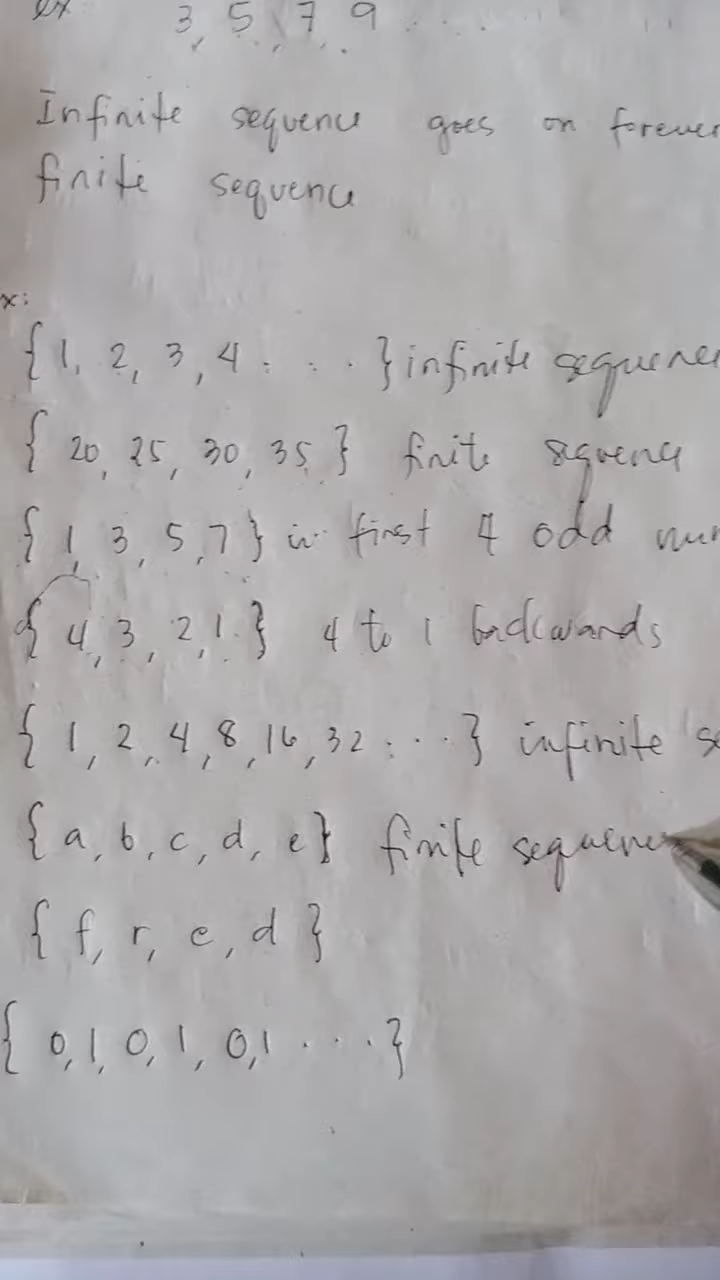 ex 3, 5, 7, 9 . . . .
Infinite sequence goes on forever
finite sequence
x:
{1, 2, 3, 4 . . . } infinite sequence
{ 20, 25, 30, 35 } finite sequence
{ 1, 3, 5, 7 } is first 4 odd num
{ 4, 3, 2, 1 } 4 to 1 backwards
{ 1, 2, 4, 8, 16, 32 . . . } infinite se
{ a, b, c, d, e } finite sequence
{ f, r, e, d }
{ 0, 1, 0, 1, 0, 1 . . . }